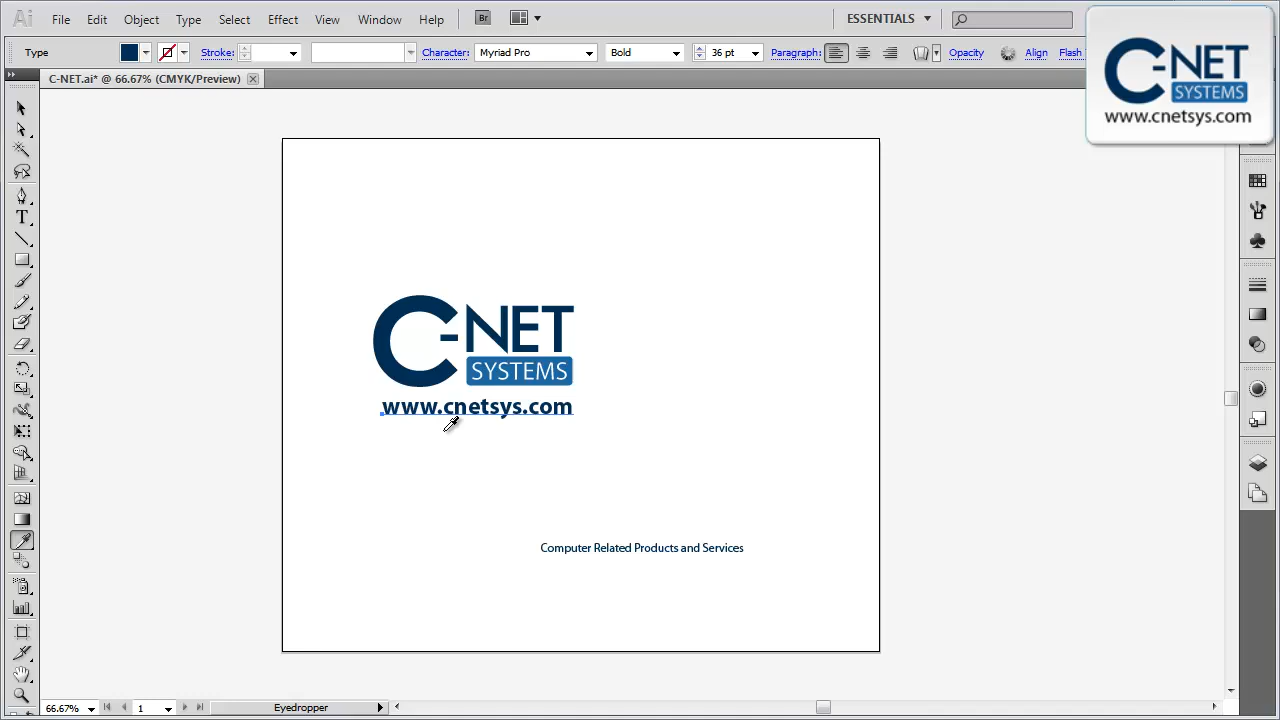 Ai File Edit Object Type Select Effect View Window Help Br ESSENTIALS
Type Stroke: Character: Myriad Pro Bold 36 pt Paragraph: Opacity Align Flash
C-NET.ai* @ 66.67% (CMYK/Preview)
C-NET
SYSTEMS
www.cnetsys.com
T
C-NET
SYSTEMS
www.cnetsys.com
Computer Related Products and Services
66.67% 1 Eyedropper